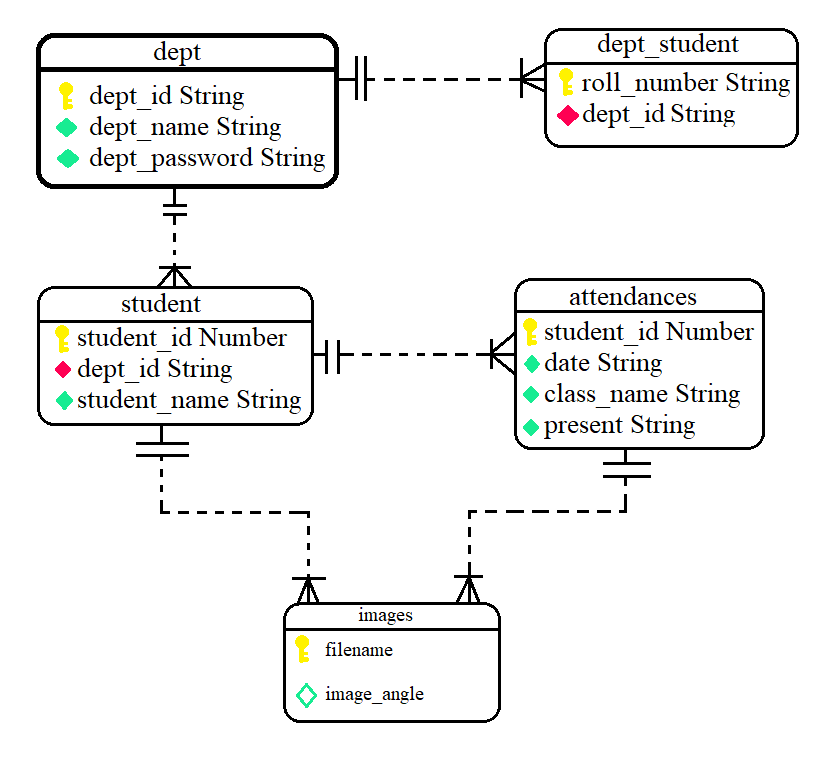 dept
dept_id String
dept_name String
dept_password String
dept_student
roll_number String
dept_id String
student
student_id Number
dept_id String
student_name String
attendances
student_id Number
date String
class_name String
present String
images
filename
image_angle